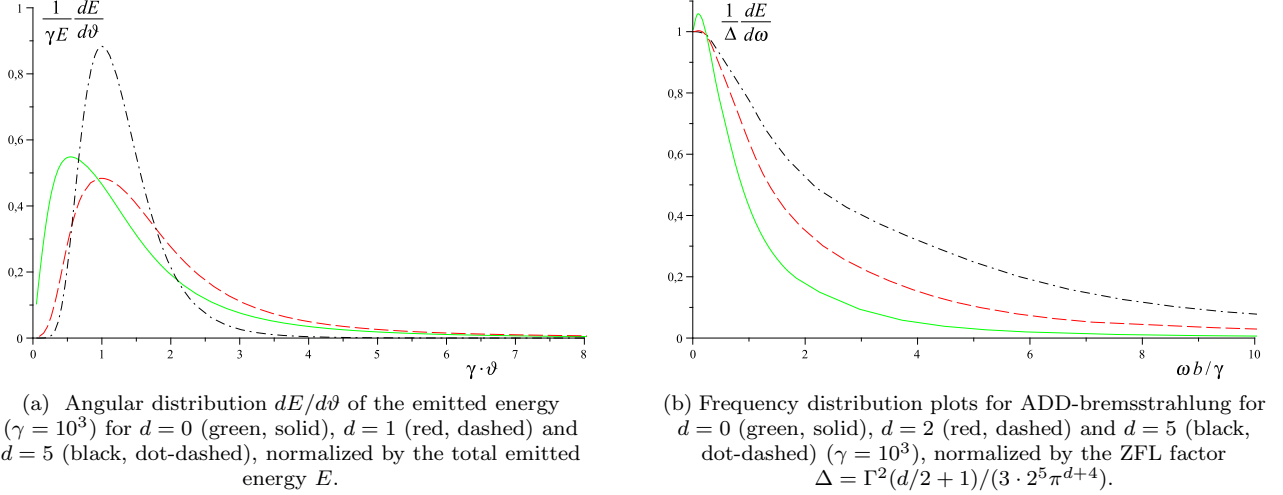 1
1/γE dE/dϑ
0,8
0,6
0,4
0,2
0
0 1 2 3 4 5 6 7 8
γ·ϑ
1/Δ dE/dω
1
0,8
0,6
0,4
0,2
0
0 2 4 6 8 10
ω b/γ
(a) Angular distribution dE/dϑ of the emitted energy
(γ = 10³) for d = 0 (green, solid), d = 1 (red, dashed) and
d = 5 (black, dot-dashed), normalized by the total emitted
energy E.
(b) Frequency distribution plots for ADD-bremsstrahlung for
d = 0 (green, solid), d = 2 (red, dashed) and d = 5 (black,
dot-dashed) (γ = 10³), normalized by the ZFL factor
Δ = Γ²(d/2 + 1)/(3 · 2⁵π^{d+4}).